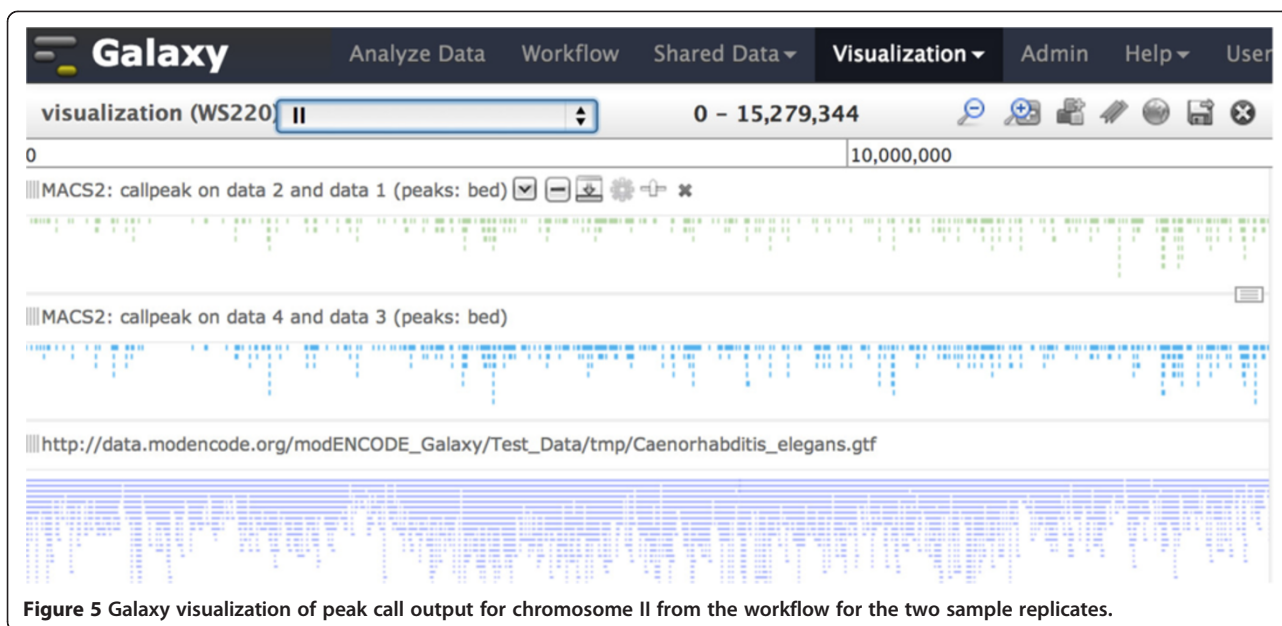 Galaxy Analyze Data Workflow Shared Data Visualization Admin Help User
visualization (WS220) II 0 – 15,279,344
0 10,000,000
MACS2: callpeak on data 2 and data 1 (peaks: bed)
MACS2: callpeak on data 4 and data 3 (peaks: bed)
http://data.modencode.org/modENCODE_Galaxy/Test_Data/tmp/Caenorhabditis_elegans.gtf
Figure 5 Galaxy visualization of peak call output for chromosome II from the workflow for the two sample replicates.